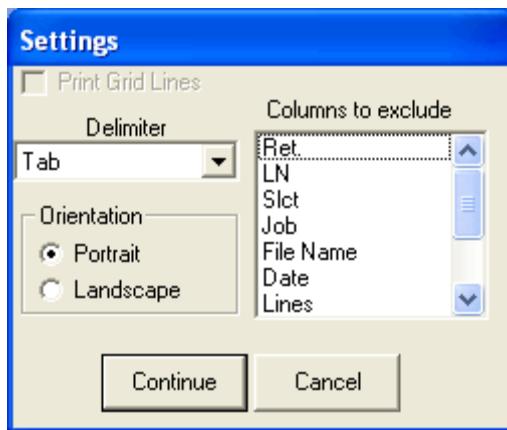 Settings
Print Grid Lines
Delimiter
Tab
Orientation
Portrait
Landscape
Columns to exclude
Ret.
LN
Slct
Job
File Name
Date
Lines
Continue
Cancel